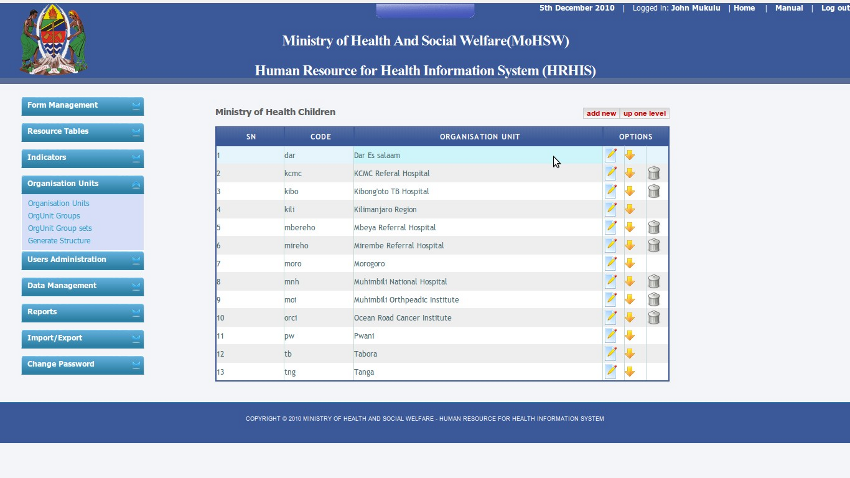 5th December 2010 | Logged in: John Mukulu | Home | Manual | Log out
Ministry of Health And Social Welfare(MoHSW)
Human Resource for Health Information System (HRHIS)
Form Management
Resource Tables
Indicators
Organisation Units
Organisation Units
OrgUnit Groups
OrgUnit Group sets
Generate Structure
Users Administration
Data Management
Reports
Import/Export
Change Password
Ministry of Health Children
add new up one level
SN CODE ORGANISATION UNIT OPTIONS
1 dar Dar Es salaam
2 kcmc KCMC Referal Hospital
3 kibo Kibong'oto TB Hospital
4 kili Kilimanjaro Region
5 mbereho Mbeya Referral Hospital
6 mireho Mirembe Referral Hospital
7 moro Morogoro
8 mnh Muhimbili National Hospital
9 moi Muhimbili Orthpeadic Institute
10 orci Ocean Road Cancer Institute
11 pw Pwani
12 tb Tabora
13 tng Tanga
COPYRIGHT © 2010 MINISTRY OF HEALTH AND SOCIAL WELFARE - HUMAN RESOURCE FOR HEALTH INFORMATION SYSTEM